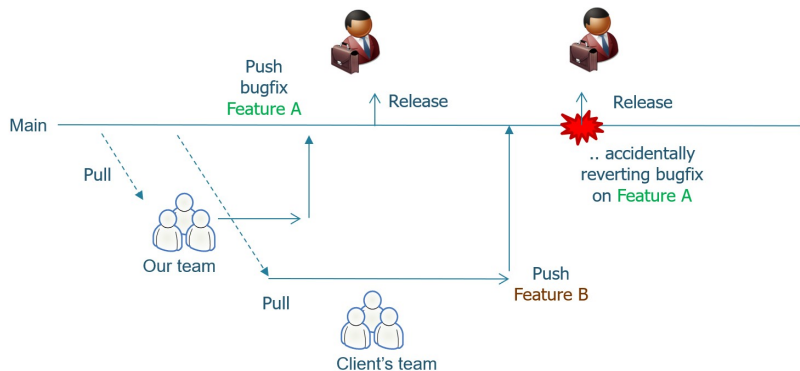 Push
bugfix
Feature A
Release
Release
Main
.. accidentally
reverting bugfix
on Feature A
Pull
Our team
Pull
Push
Feature B
Client's team